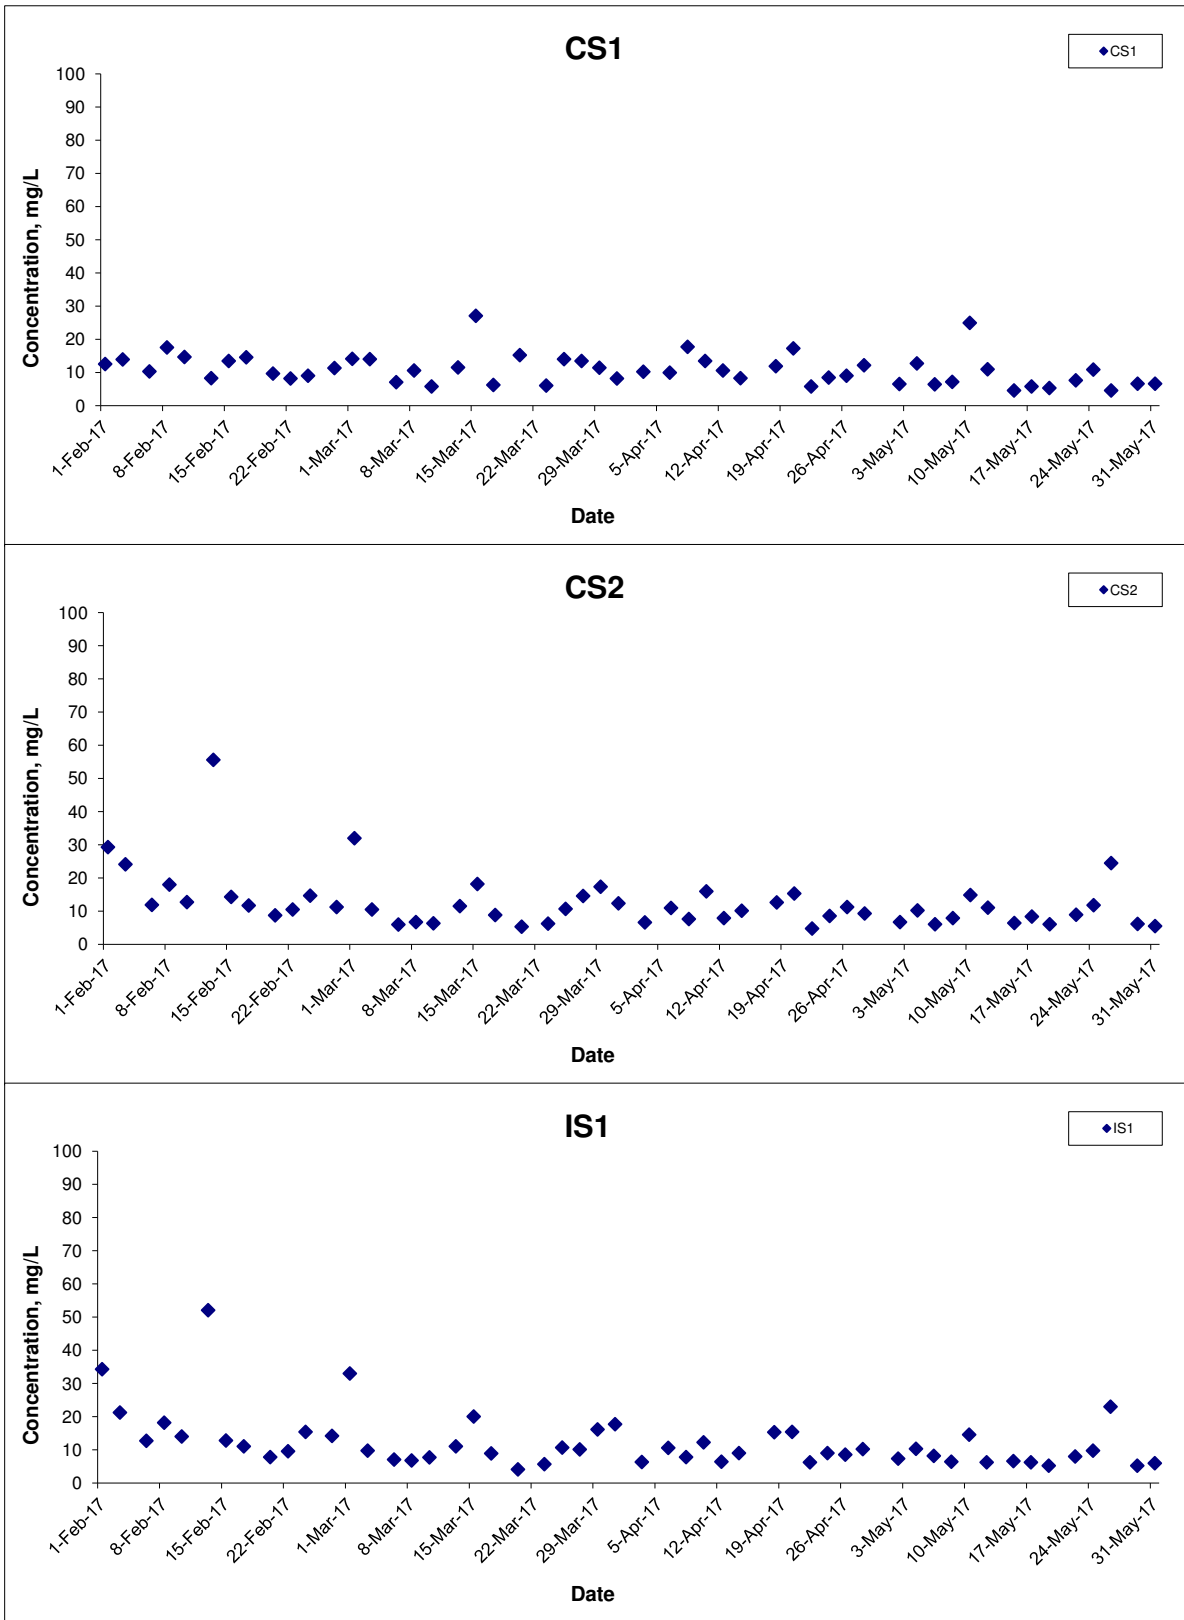 CS1
CS1
100
90
80
70
60
50
40
30
20
10
0
Concentration, mg/L
1-Feb-17
8-Feb-17
15-Feb-17
22-Feb-17
1-Mar-17
8-Mar-17
15-Mar-17
22-Mar-17
29-Mar-17
5-Apr-17
12-Apr-17
19-Apr-17
26-Apr-17
3-May-17
10-May-17
17-May-17
24-May-17
31-May-17
Date
CS2
CS2
100
90
80
70
60
50
40
30
20
10
0
Concentration, mg/L
1-Feb-17
8-Feb-17
15-Feb-17
22-Feb-17
1-Mar-17
8-Mar-17
15-Mar-17
22-Mar-17
29-Mar-17
5-Apr-17
12-Apr-17
19-Apr-17
26-Apr-17
3-May-17
10-May-17
17-May-17
24-May-17
31-May-17
Date
IS1
IS1
100
90
80
70
60
50
40
30
20
10
0
Concentration, mg/L
1-Feb-17
8-Feb-17
15-Feb-17
22-Feb-17
1-Mar-17
8-Mar-17
15-Mar-17
22-Mar-17
29-Mar-17
5-Apr-17
12-Apr-17
19-Apr-17
26-Apr-17
3-May-17
10-May-17
17-May-17
24-May-17
31-May-17
Date